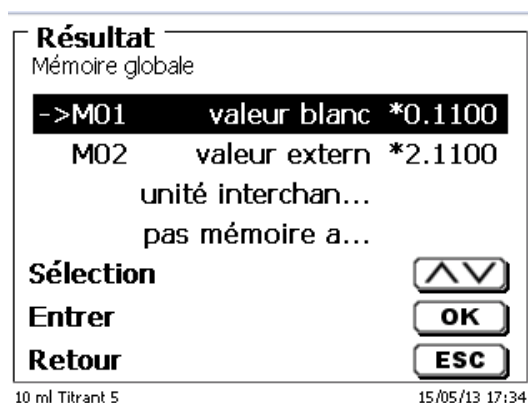 Résultat
Mémoire globale
->M01 valeur blanc *0.1100
M02 valeur extern *2.1100
unité interchan...
pas mémoire a...
Sélection
Entrer OK
Retour ESC
10 ml Titrant 5 15/05/13 17:34